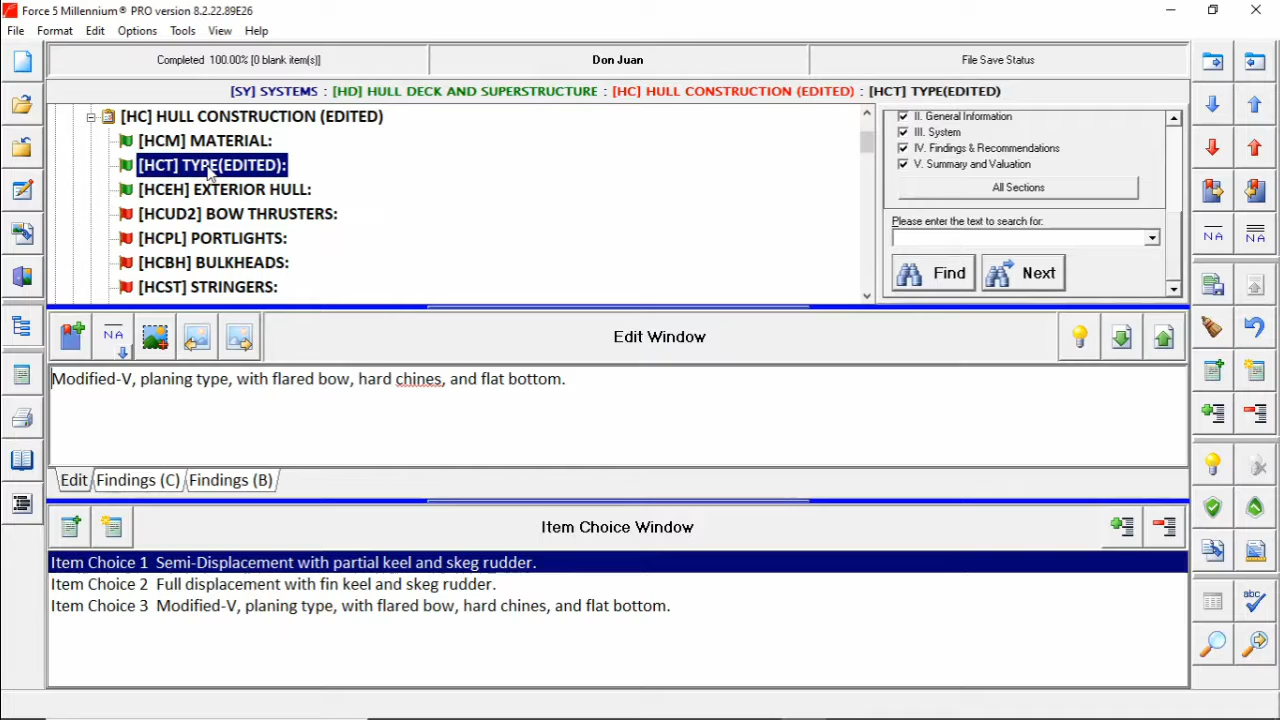 Force 5 Millennium® PRO version 8.2.22.89E26
File Format Edit Options Tools View Help
Completed 100.00% [0 blank item(s)]
Don Juan
File Save Status
[SY] SYSTEMS : [HD] HULL DECK AND SUPERSTRUCTURE : [HC] HULL CONSTRUCTION (EDITED) : [HCT] TYPE(EDITED)
[HC] HULL CONSTRUCTION (EDITED)
[HCM] MATERIAL:
[HCT] TYPE(EDITED):
[HCEH] EXTERIOR HULL:
[HCUD2] BOW THRUSTERS:
[HCPL] PORTLIGHTS:
[HCBH] BULKHEADS:
[HCST] STRINGERS:
II. General Information
III. System
IV. Findings & Recommendations
V. Summary and Valuation
All Sections
Please enter the text to search for:
Find Next
NA NA
NA
Edit Window
Modified-V, planing type, with flared bow, hard chines, and flat bottom.
Edit Findings (C) Findings (B)
Item Choice Window
Item Choice 1 Semi-Displacement with partial keel and skeg rudder.
Item Choice 2 Full displacement with fin keel and skeg rudder.
Item Choice 3 Modified-V, planing type, with flared bow, hard chines, and flat bottom.
abc